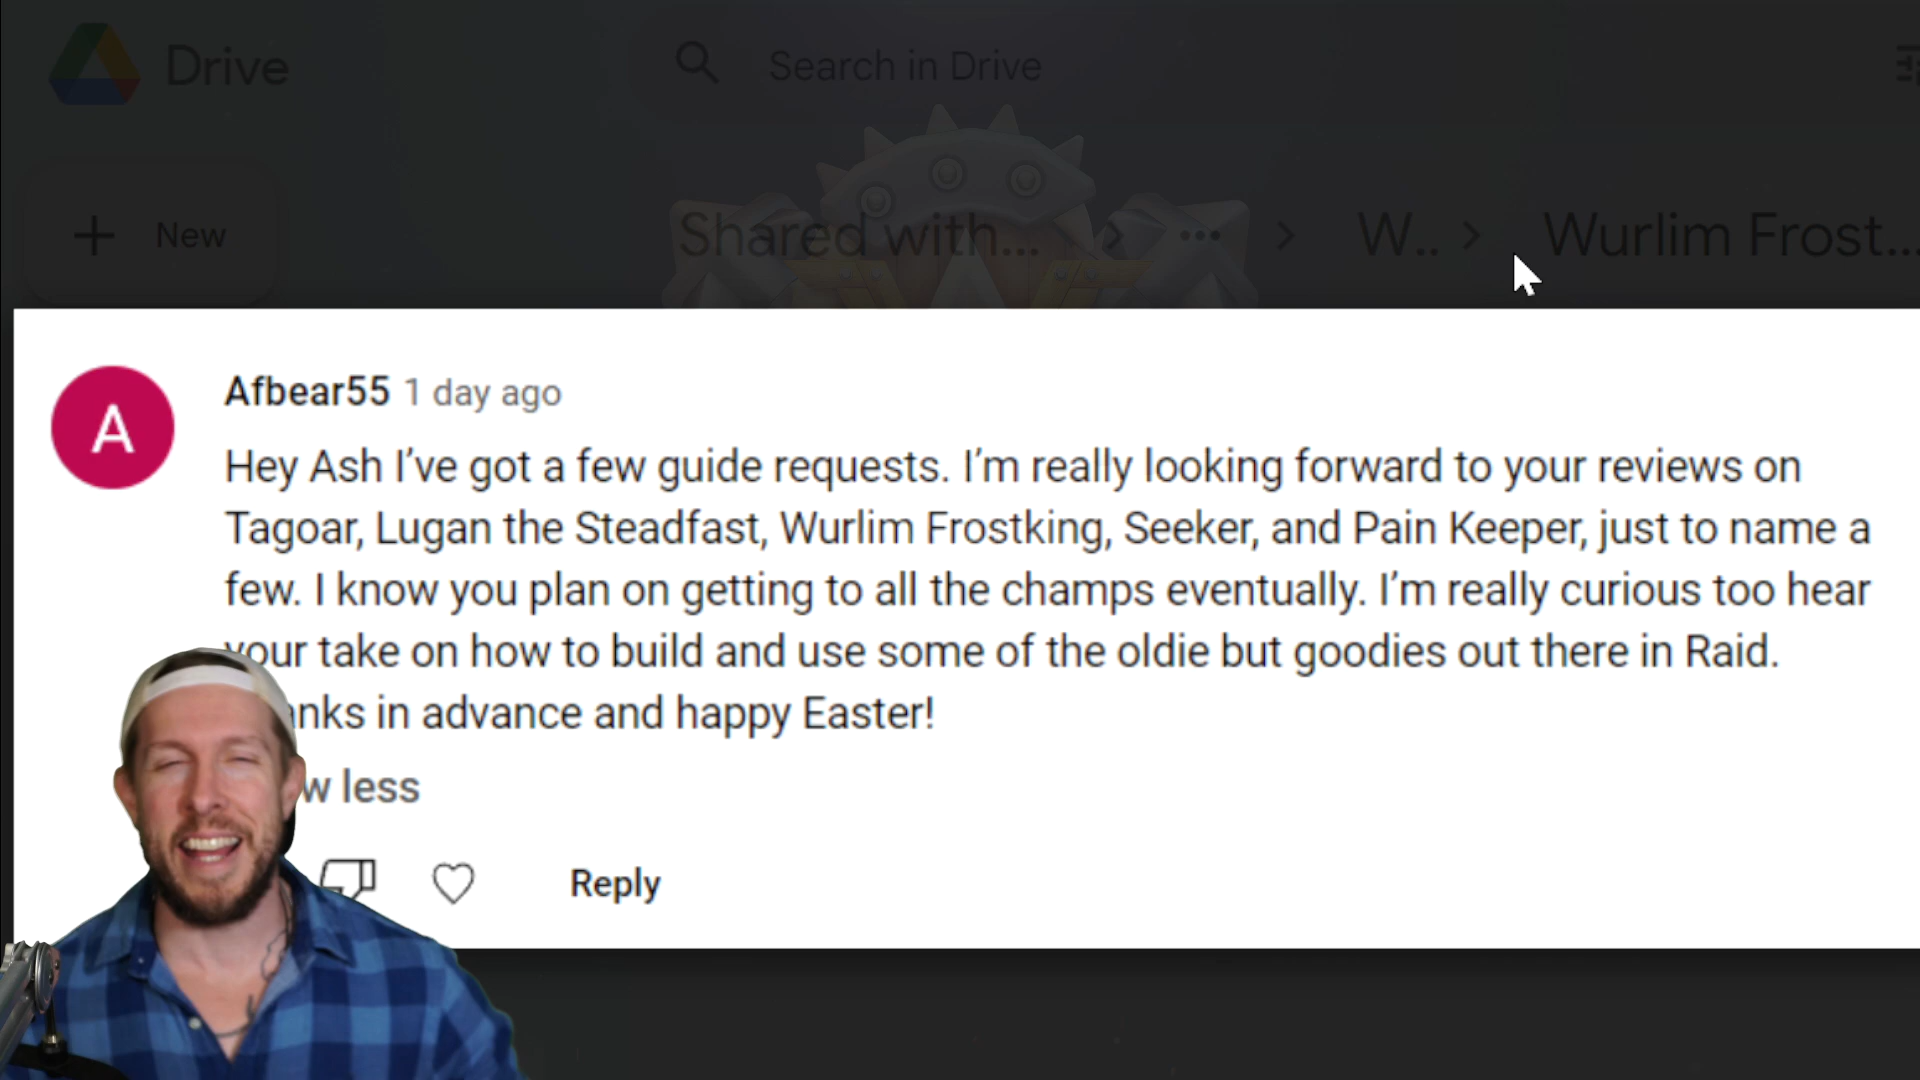 Drive
Search in Drive
New
Shared with... > ... > W.. > Wurlim Frost...
A
Afbear55 1 day ago
Hey Ash I’ve got a few guide requests. I’m really looking forward to your reviews on
Tagoar, Lugan the Steadfast, Wurlim Frostking, Seeker, and Pain Keeper, just to name a
few. I know you plan on getting to all the champs eventually. I’m really curious too hear
your take on how to build and use some of the oldie but goodies out there in Raid.
in advance and happy Easter!
less
Reply